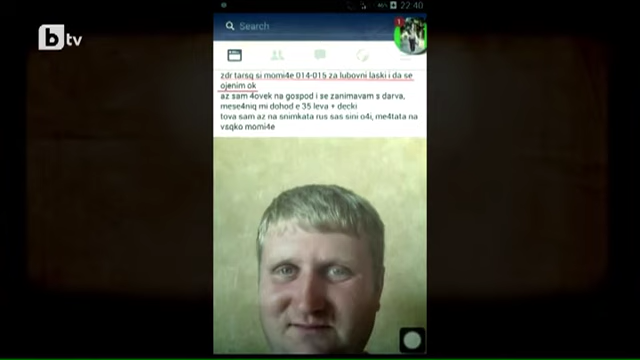 btv
22:40
Search
1
zdr tarsq si momi4e 014-015 za lubovni laski i da se
ojenim ok
az sam 4ovek na gospod i se zanimavam s darva,
mese4niq mi dohod e 35 leva + decki
tova sam az na snimkata rus sas sini o4i, me4tata na
vsqko momi4e